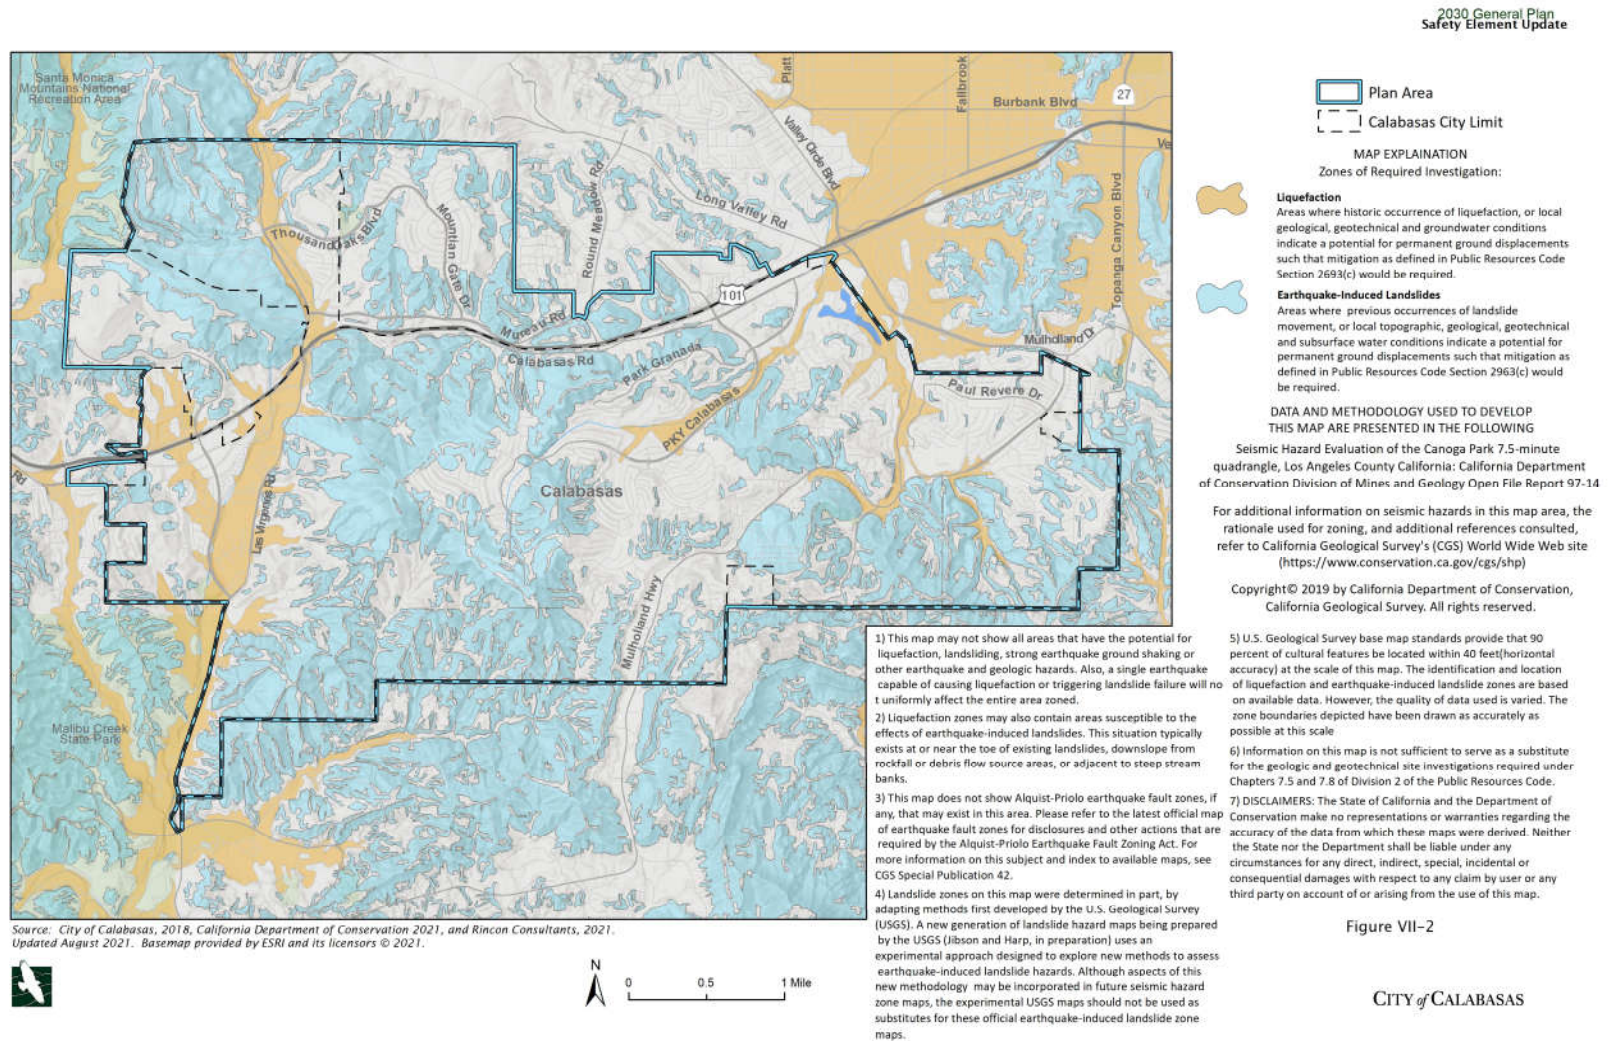 2030 General Plan
Safety Element Update
Santa Monica
Mountains National
Recreation Area
Platt
Fallbrook
Burbank Blvd
27
Valley Circle Blvd
Topanga Canyon Blvd
Long Valley Rd
Round Meadow Rd
Mountian Gate Dr
Thousand Oaks Blvd
101
Mureau Rd
Calabasas Rd
Park Granada
PKY Calabasas
Mulholland Dr
Paul Revere Dr
Calabasas
Las Virgenes Rd
Rd
Mulholland Hwy
Malibu Creek
State Park
Plan Area
Calabasas City Limit
MAP EXPLAINATION
Zones of Required Investigation:
Liquefaction
Areas where historic occurrence of liquefaction, or local
geological, geotechnical and groundwater conditions
indicate a potential for permanent ground displacements
such that mitigation as defined in Public Resources Code
Section 2693(c) would be required.
Earthquake-Induced Landslides
Areas where previous occurrences of landslide
movement, or local topographic, geological, geotechnical
and subsurface water conditions indicate a potential for
permanent ground displacements such that mitigation as
defined in Public Resources Code Section 2963(c) would
be required.
DATA AND METHODOLOGY USED TO DEVELOP
THIS MAP ARE PRESENTED IN THE FOLLOWING
Seismic Hazard Evaluation of the Canoga Park 7.5-minute
quadrangle, Los Angeles County California: California Department
of Conservation Division of Mines and Geology Open File Report 97-14
For additional information on seismic hazards in this map area, the
rationale used for zoning, and additional references consulted,
refer to California Geological Survey's (CGS) World Wide Web site
(https://www.conservation.ca.gov/cgs/shp)
Copyright© 2019 by California Department of Conservation,
California Geological Survey. All rights reserved.
1) This map may not show all areas that have the potential for
liquefaction, landsliding, strong earthquake ground shaking or
other earthquake and geologic hazards. Also, a single earthquake
capable of causing liquefaction or triggering landslide failure will no
t uniformly affect the entire area zoned.
2) Liquefaction zones may also contain areas susceptible to the
effects of earthquake-induced landslides. This situation typically
exists at or near the toe of existing landslides, downslope from
rockfall or debris flow source areas, or adjacent to steep stream
banks.
3) This map does not show Alquist-Priolo earthquake fault zones, if
any, that may exist in this area. Please refer to the latest official map
of earthquake fault zones for disclosures and other actions that are
required by the Alquist-Priolo Earthquake Fault Zoning Act. For
more information on this subject and index to available maps, see
CGS Special Publication 42.
4) Landslide zones on this map were determined in part, by
adapting methods first developed by the U.S. Geological Survey
(USGS). A new generation of landslide hazard maps being prepared
by the USGS (Jibson and Harp, in preparation) uses an
experimental approach designed to explore new methods to assess
earthquake-induced landslide hazards. Although aspects of this
new methodology may be incorporated in future seismic hazard
zone maps, the experimental USGS maps should not be used as
substitutes for these official earthquake-induced landslide zone
maps.
5) U.S. Geological Survey base map standards provide that 90
percent of cultural features be located within 40 feet(horizontal
accuracy) at the scale of this map. The identification and location
of liquefaction and earthquake-induced landslide zones are based
on available data. However, the quality of data used is varied. The
zone boundaries depicted have been drawn as accurately as
possible at this scale
6) Information on this map is not sufficient to serve as a substitute
for the geologic and geotechnical site investigations required under
Chapters 7.5 and 7.8 of Division 2 of the Public Resources Code.
7) DISCLAIMERS: The State of California and the Department of
Conservation make no representations or warranties regarding the
accuracy of the data from which these maps were derived. Neither
the State nor the Department shall be liable under any
circumstances for any direct, indirect, special, incidental or
consequential damages with respect to any claim by user or any
third party on account of or arising from the use of this map.
Source: City of Calabasas, 2018, California Department of Conservation 2021, and Rincon Consultants, 2021.
Updated August 2021. Basemap provided by ESRI and its licensors © 2021.
N
0 0.5 1 Mile
Figure VII-2
CITY of CALABASAS